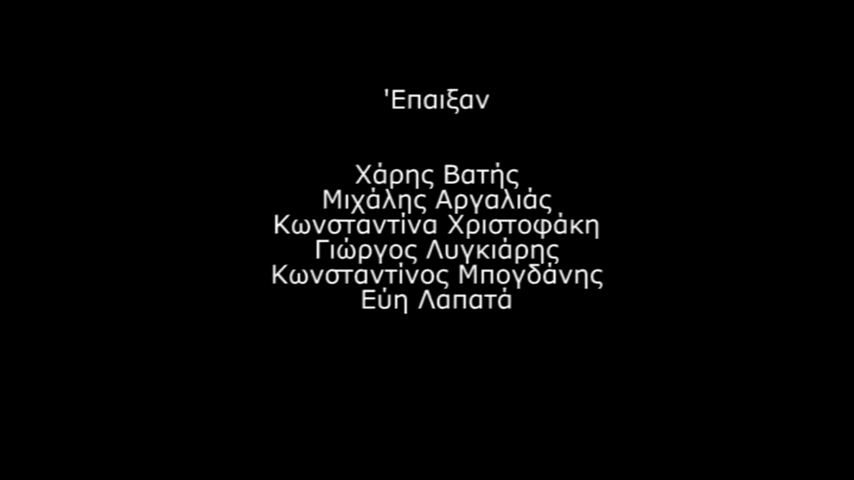 'Επαιξαν
Χάρης Βατής
Μιχάλης Αργαλιάς
Κωνσταντίνα Χριστοφάκη
Γιώργος Λυγκιάρης
Κωνσταντίνος Μπογδάνης
Εύη Λαπατά